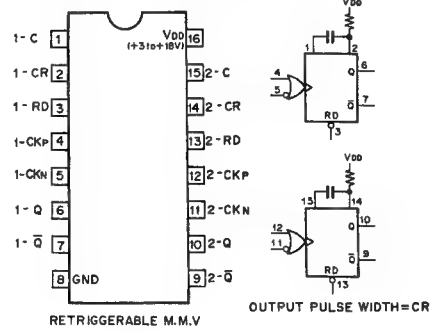 1-C 1
1-CR 2
1-RD 3
1-CKP 4
1-CKN 5
1-Q 6
1-Q̅ 7
8 GND
VDD 16
(+3to+18V)
15 2-C
14 2-CR
13 2-RD
12 2-CKP
11 2-CKN
10 2-Q
9 2-Q̅
RETRIGGERABLE M.M.V
VDD
1 2
4
5
Q 6
Q̅ 7
RD
3
VDD
15 14
12
11
Q 10
Q̅ 9
RD
13
OUTPUT PULSE WIDTH=CR